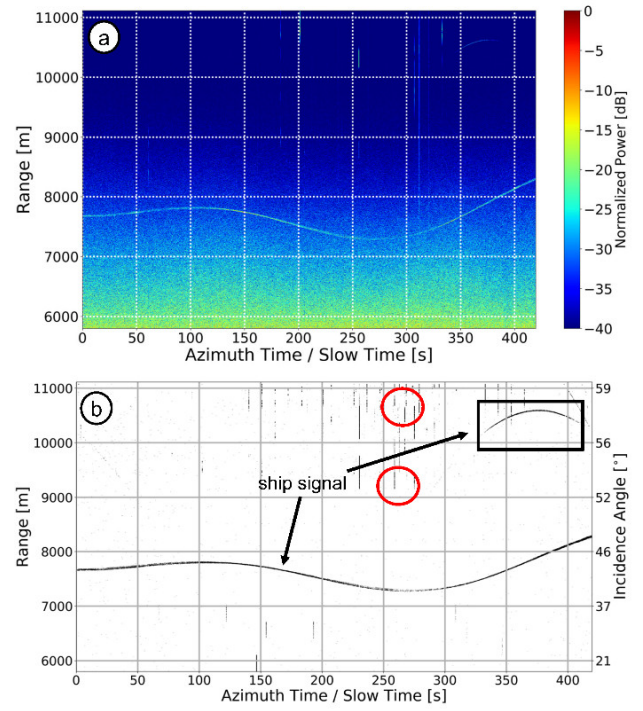 a
11000
10000
9000
8000
7000
6000
Range [m]
0 50 100 150 200 250 300 350 400
Azimuth Time / Slow Time [s]
0
−5
−10
−15
−20
−25
−30
−35
−40
Normalized Power [dB]
b
11000
10000
9000
8000
7000
6000
Range [m]
ship signal
59
56
52
46
37
21
Incidence Angle [°]
0 50 100 150 200 250 300 350 400
Azimuth Time / Slow Time [s]